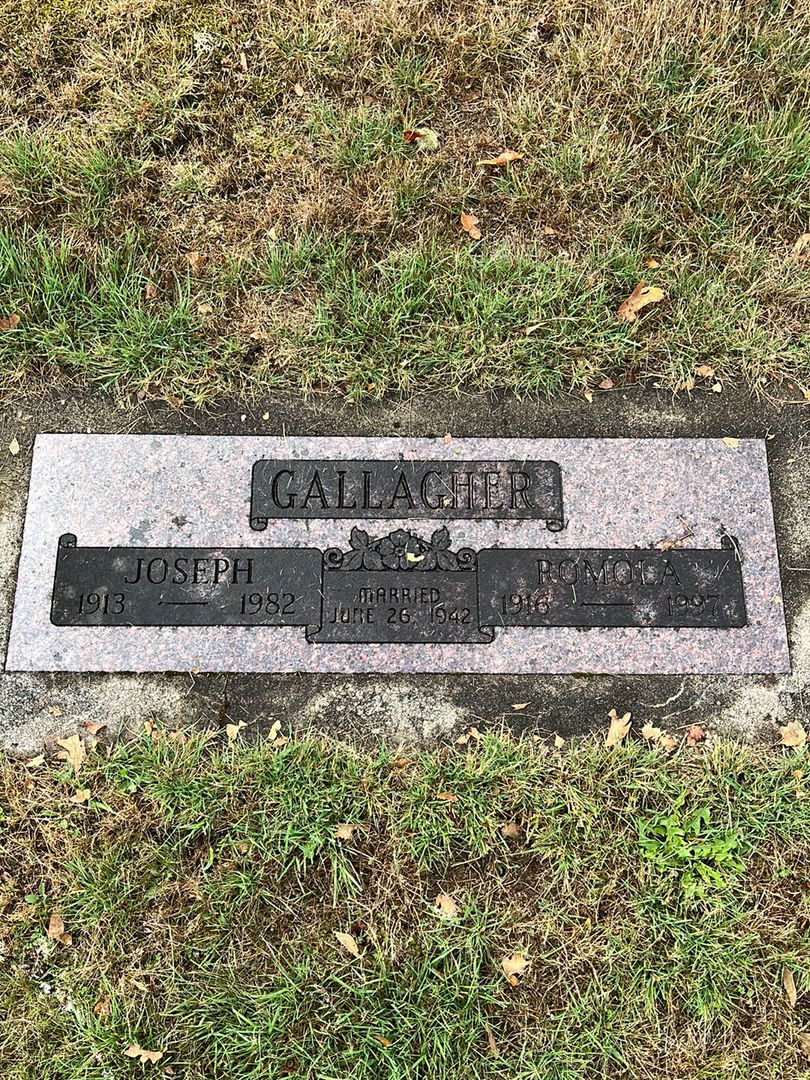 GALLAGHER
JOSEPH
1913 — 1982
MARRIED
JUNE 26, 1942
ROMOLA
1916 — 1997